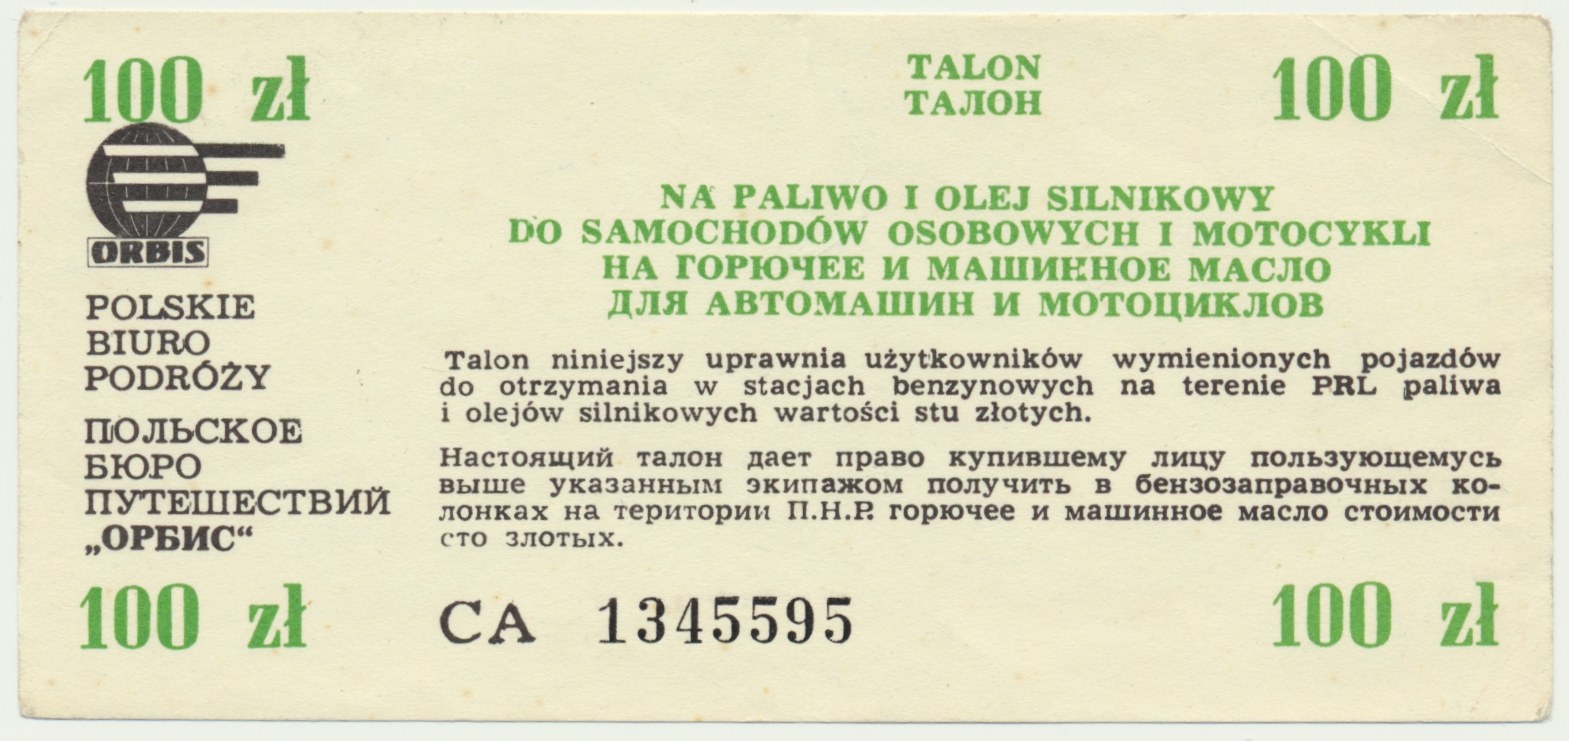 100 zł
TALON
ТАЛОН
100 zł
ORBIS
POLSKIE
BIURO
PODRÓŻY
ПОЛЬСКОЕ
БЮРО
ПУТЕШЕСТВИЙ
„ОРБИС“
NA PALIWO I OLEJ SILNIKOWY
DO SAMOCHODÓW OSOBOWYCH I MOTOCYKLI
НА ГОРЮЧЕЕ И МАШИННОЕ МАСЛО
ДЛЯ АВТОМАШИН И МОТОЦИКЛОВ
Talon niniejszy uprawnia użytkowników wymienionych pojazdów
do otrzymania w stacjach benzynowych na terenie PRL paliwa
i olejów silnikowych wartości stu złotych.
Настоящий талон дает право купившему лицу пользующемусь
выше указанным экипажом получить в бензозаправочных ко-
лонках на територии П.Н.Р. горючее и машинное масло стоимости
сто злотых.
100 zł
CA 1345595
100 zł